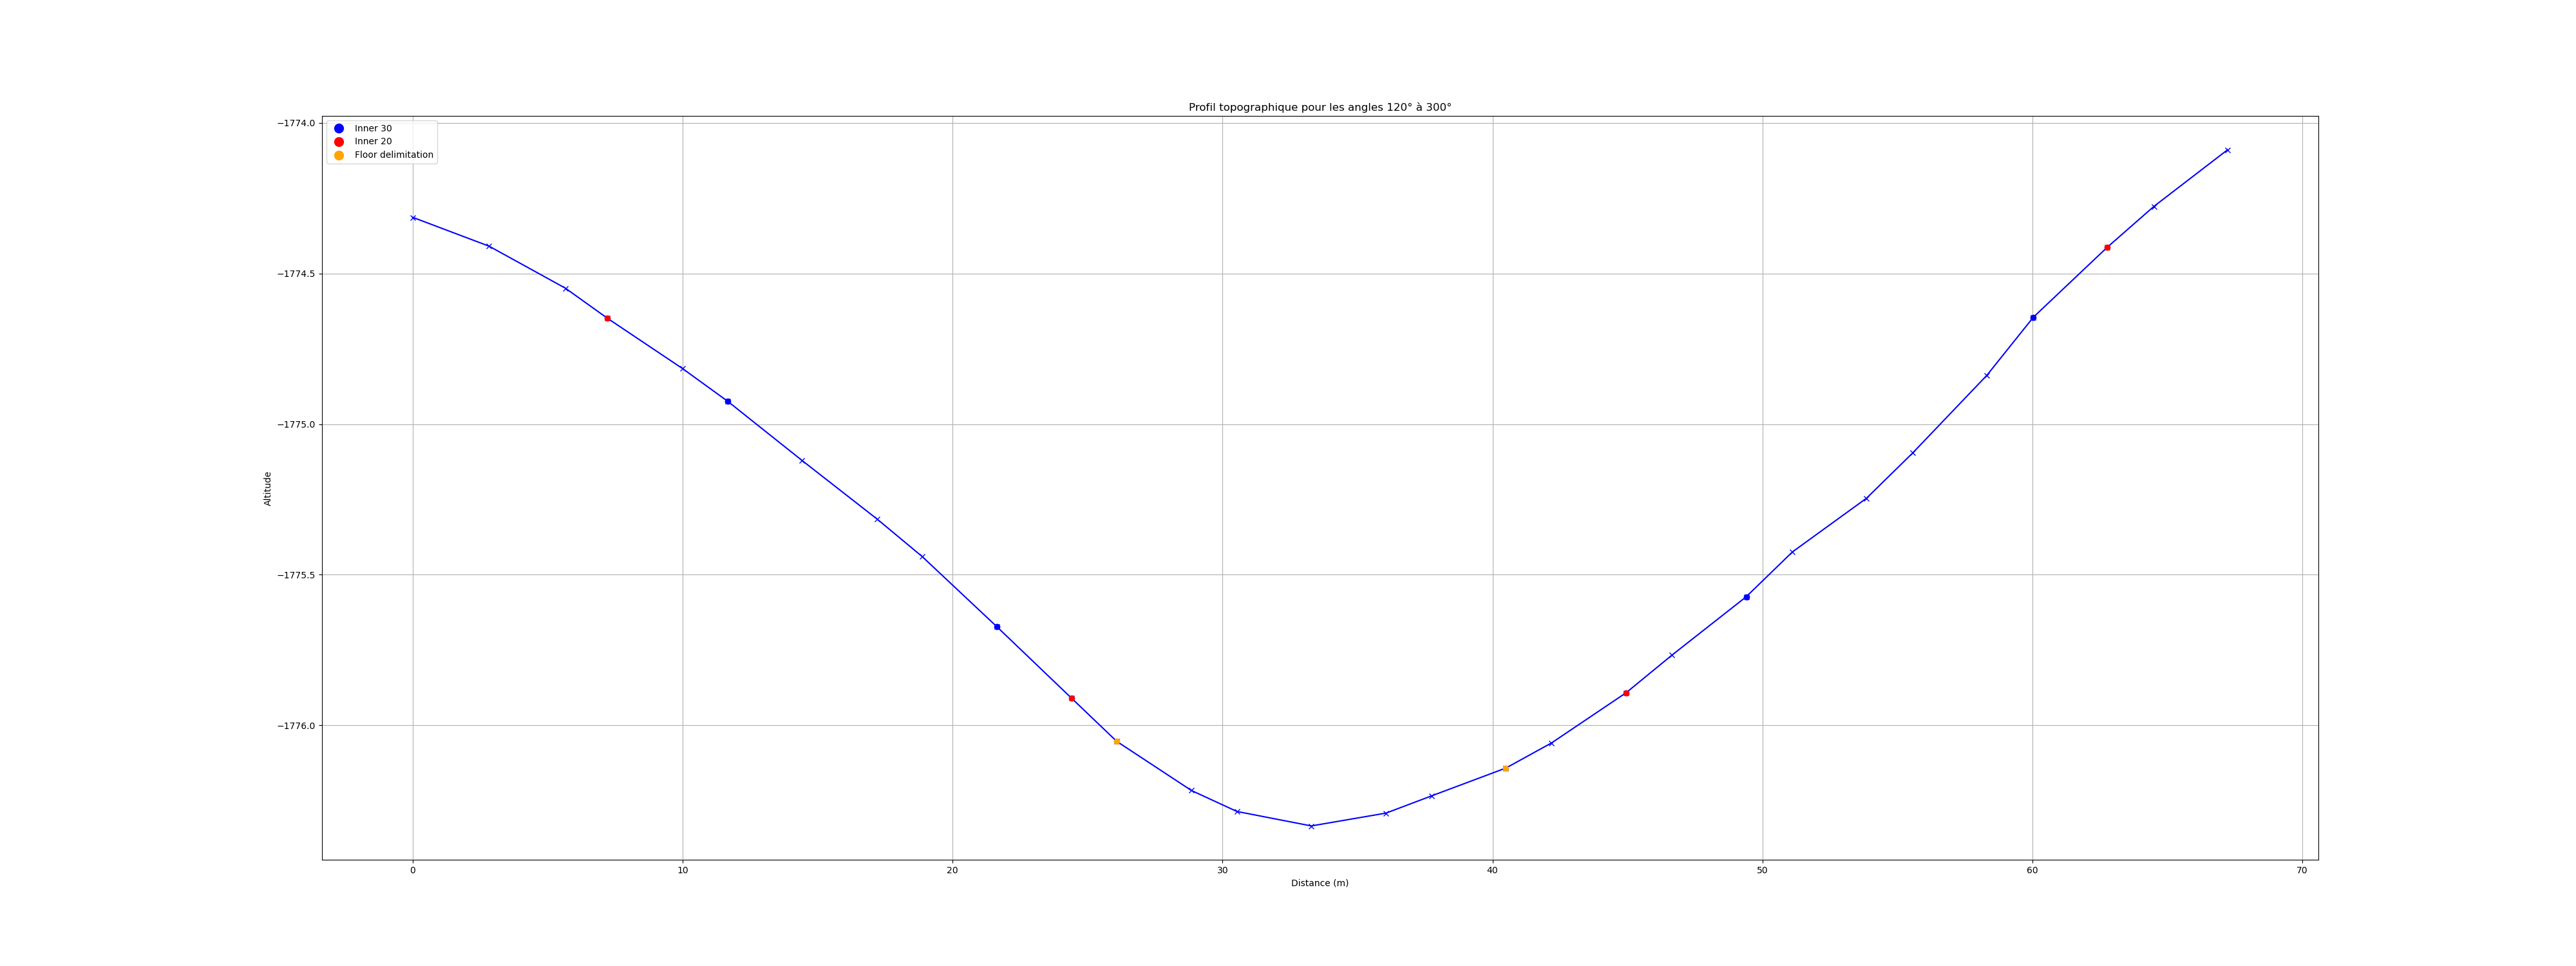 Profil topographique pour les angles 120° à 300°
Inner 30
Inner 20
Floor delimitation
−1774.0
−1774.5
−1775.0
−1775.5
−1776.0
Altitude
0 10 20 30 40 50 60 70
Distance (m)